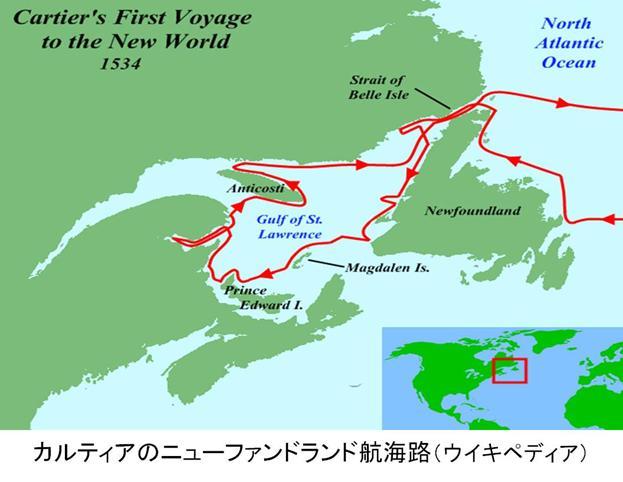 Cartier's First Voyage
to the New World
1534
North
Atlantic
Ocean
Strait of
Belle Isle
Anticosti
Gulf of St.
Lawrence
Newfoundland
Magdalen Is.
Prince
Edward I.
カルティアのニューファンドランド航海路(ウイキペディア)